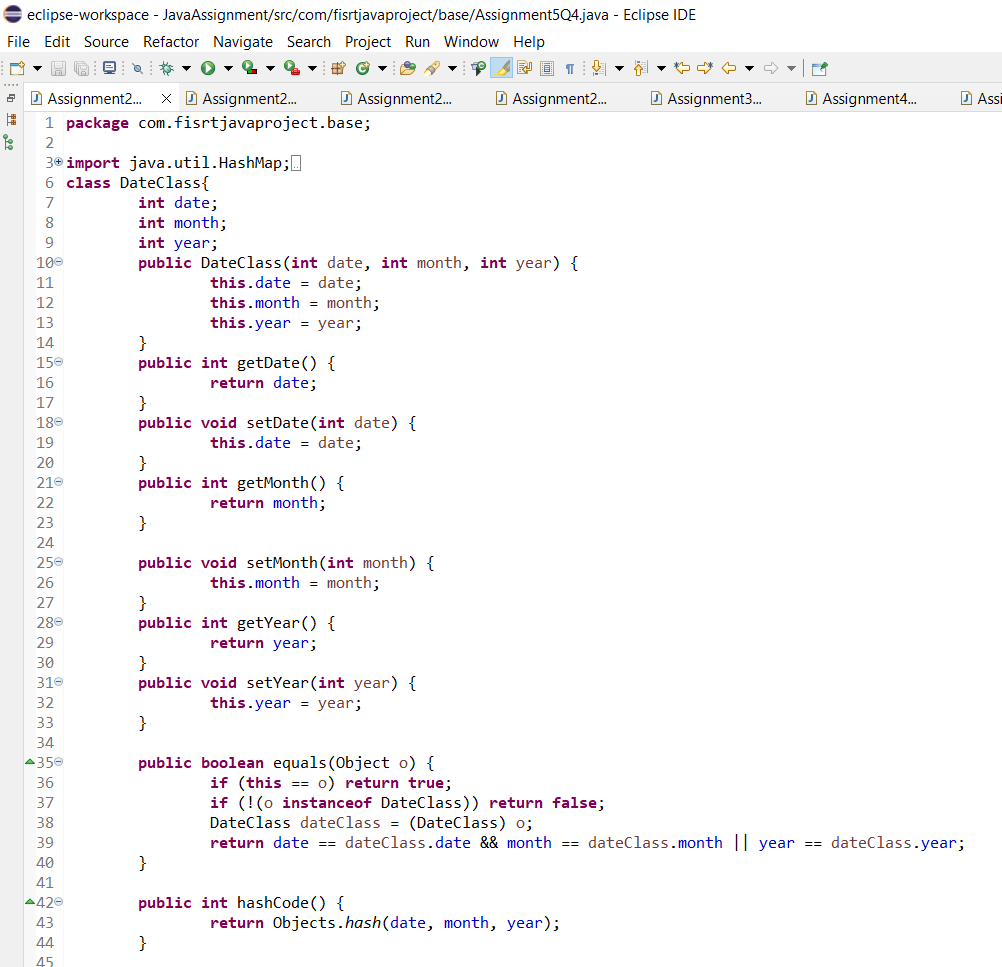 eclipse-workspace - JavaAssignment/src/com/fisrtjavaproject/base/Assignment5Q4.java - Eclipse IDE
File Edit Source Refactor Navigate Search Project Run Window Help
Assignment2... Assignment2... Assignment2... Assignment2... Assignment3... Assignment4... Assi
1 package com.fisrtjavaproject.base;
2
3 import java.util.HashMap;
6 class DateClass{
7 int date;
8 int month;
9 int year;
10 public DateClass(int date, int month, int year) {
11 this.date = date;
12 this.month = month;
13 this.year = year;
14 }
15 public int getDate() {
16 return date;
17 }
18 public void setDate(int date) {
19 this.date = date;
20 }
21 public int getMonth() {
22 return month;
23 }
24
25 public void setMonth(int month) {
26 this.month = month;
27 }
28 public int getYear() {
29 return year;
30 }
31 public void setYear(int year) {
32 this.year = year;
33 }
34
35 public boolean equals(Object o) {
36 if (this == o) return true;
37 if (!(o instanceof DateClass)) return false;
38 DateClass dateClass = (DateClass) o;
39 return date == dateClass.date && month == dateClass.month || year == dateClass.year;
40 }
41
42 public int hashCode() {
43 return Objects.hash(date, month, year);
44 }
45